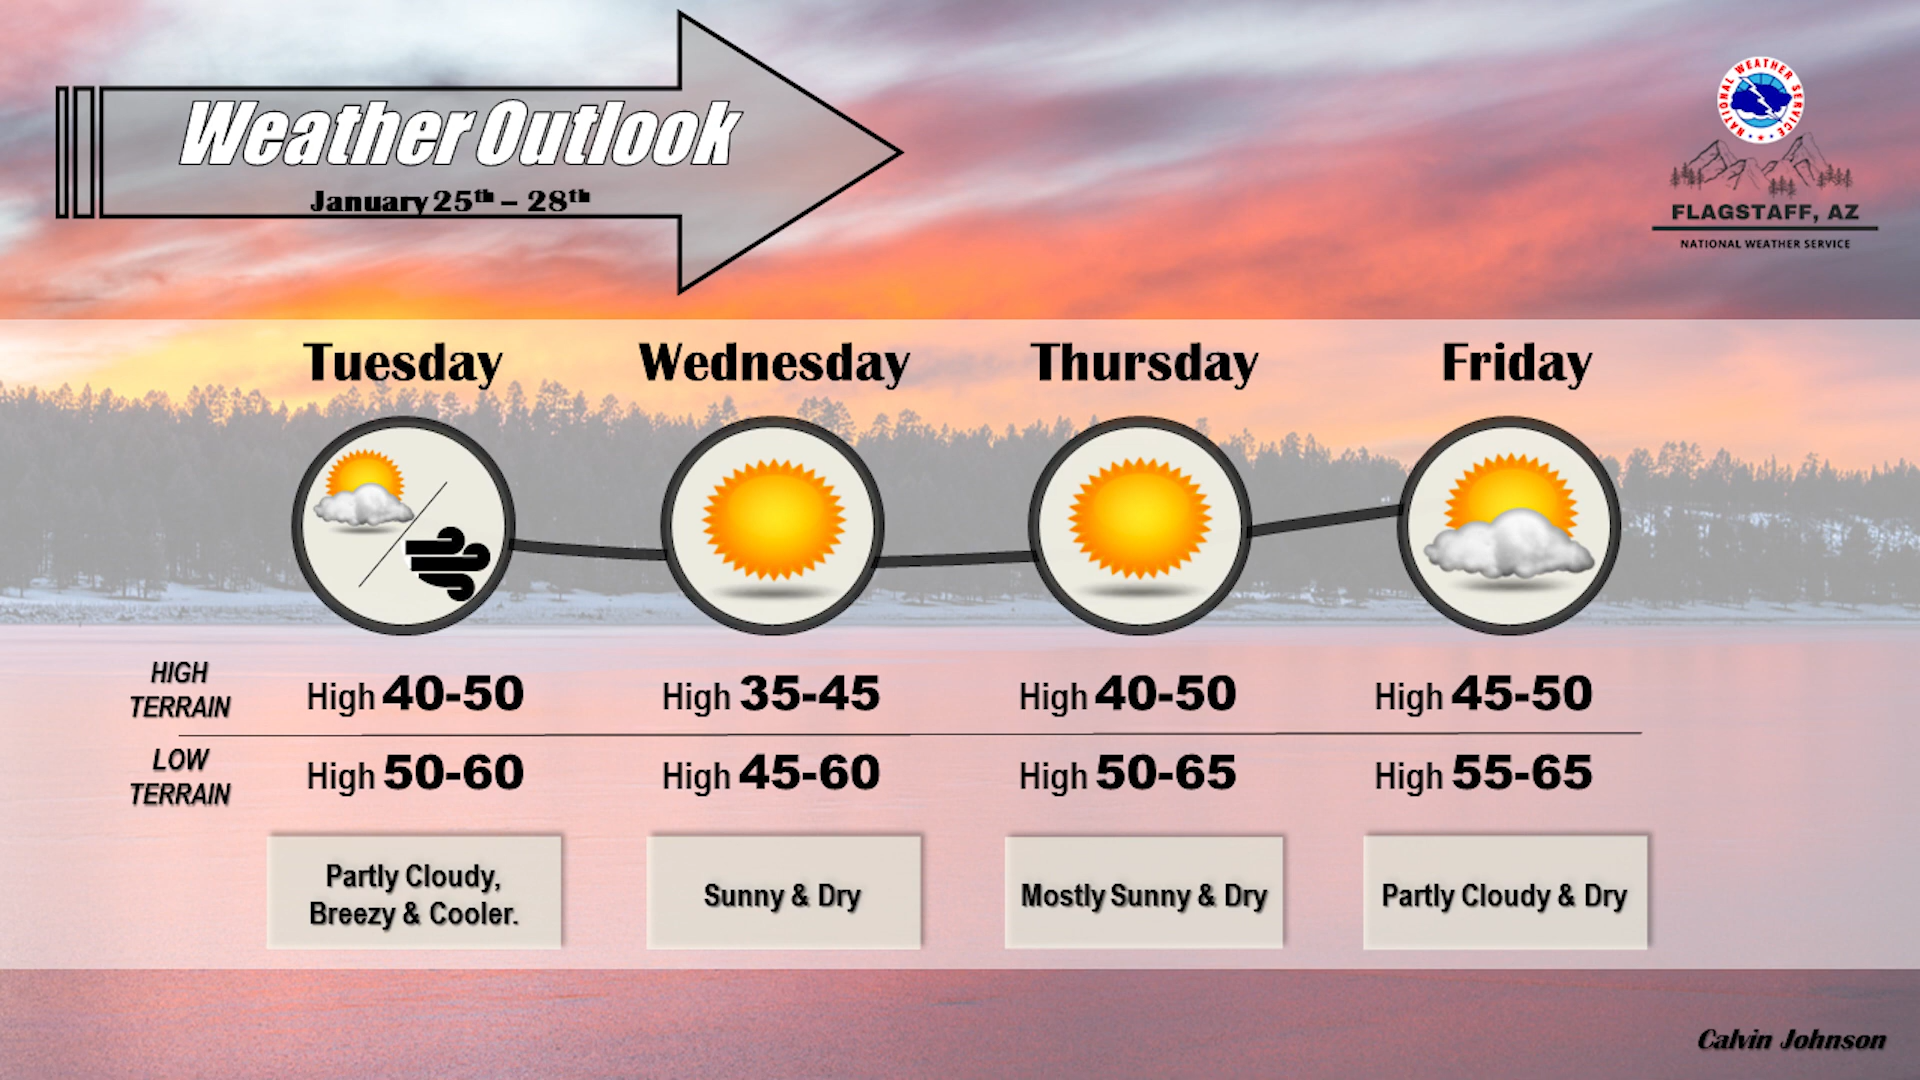 Weather Outlook
January 25th – 28th
NATIONAL WEATHER SERVICE
FLAGSTAFF, AZ
NATIONAL WEATHER SERVICE
Tuesday Wednesday Thursday Friday
HIGH
TERRAIN
High 40-50 High 35-45 High 40-50 High 45-50
LOW
TERRAIN
High 50-60 High 45-60 High 50-65 High 55-65
Partly Cloudy,
Breezy & Cooler.
Sunny & Dry
Mostly Sunny & Dry
Partly Cloudy & Dry
Calvin Johnson